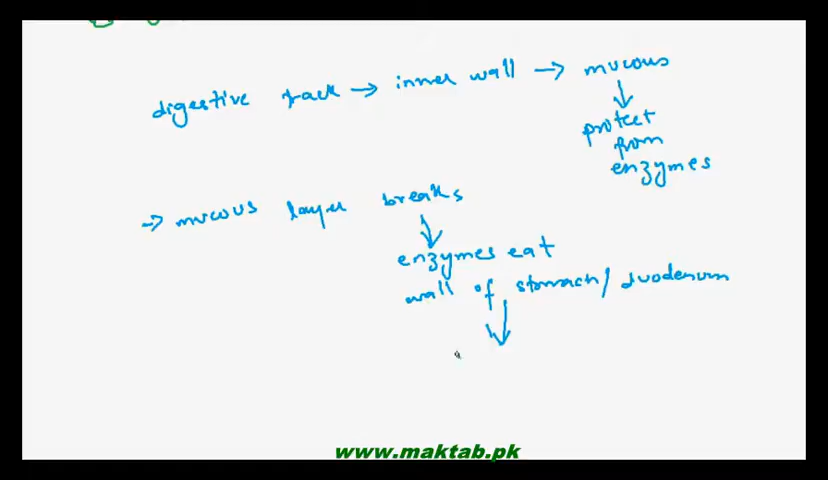 digestive track → inner wall → mucous
↓
protect
from
enzymes
→ mucous layer breaks
↓
enzymes eat
wall of stomach/duodenum
↓
www.maktab.pk